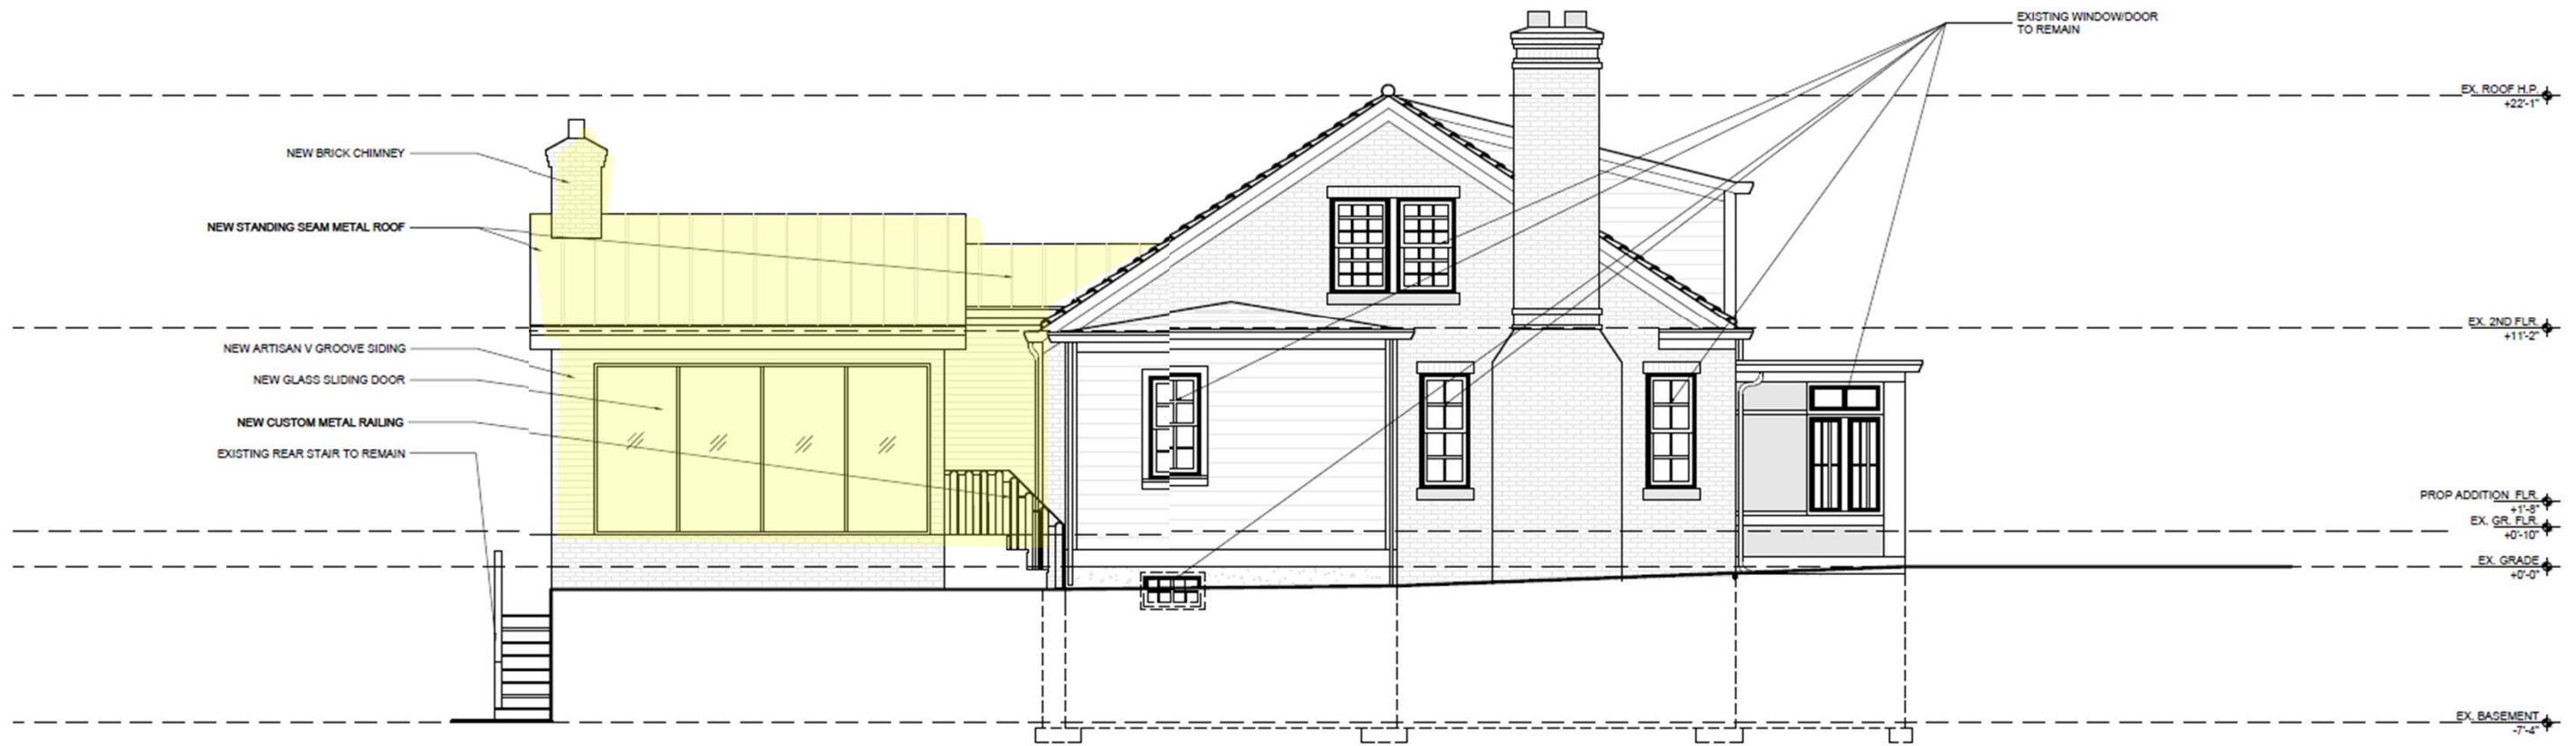 EXISTING WINDOW/DOOR
TO REMAIN
EX. ROOF H.P.
+22'-1"
NEW BRICK CHIMNEY
NEW STANDING SEAM METAL ROOF
EX. 2ND FLR.
+11'-2"
NEW ARTISAN V GROOVE SIDING
NEW GLASS SLIDING DOOR
NEW CUSTOM METAL RAILING
EXISTING REAR STAIR TO REMAIN
PROP ADDITION FLR.
+1'-8"
EX. GR. FLR.
+0'-10"
EX. GRADE
+0'-0"
EX. BASEMENT
-7'-4"